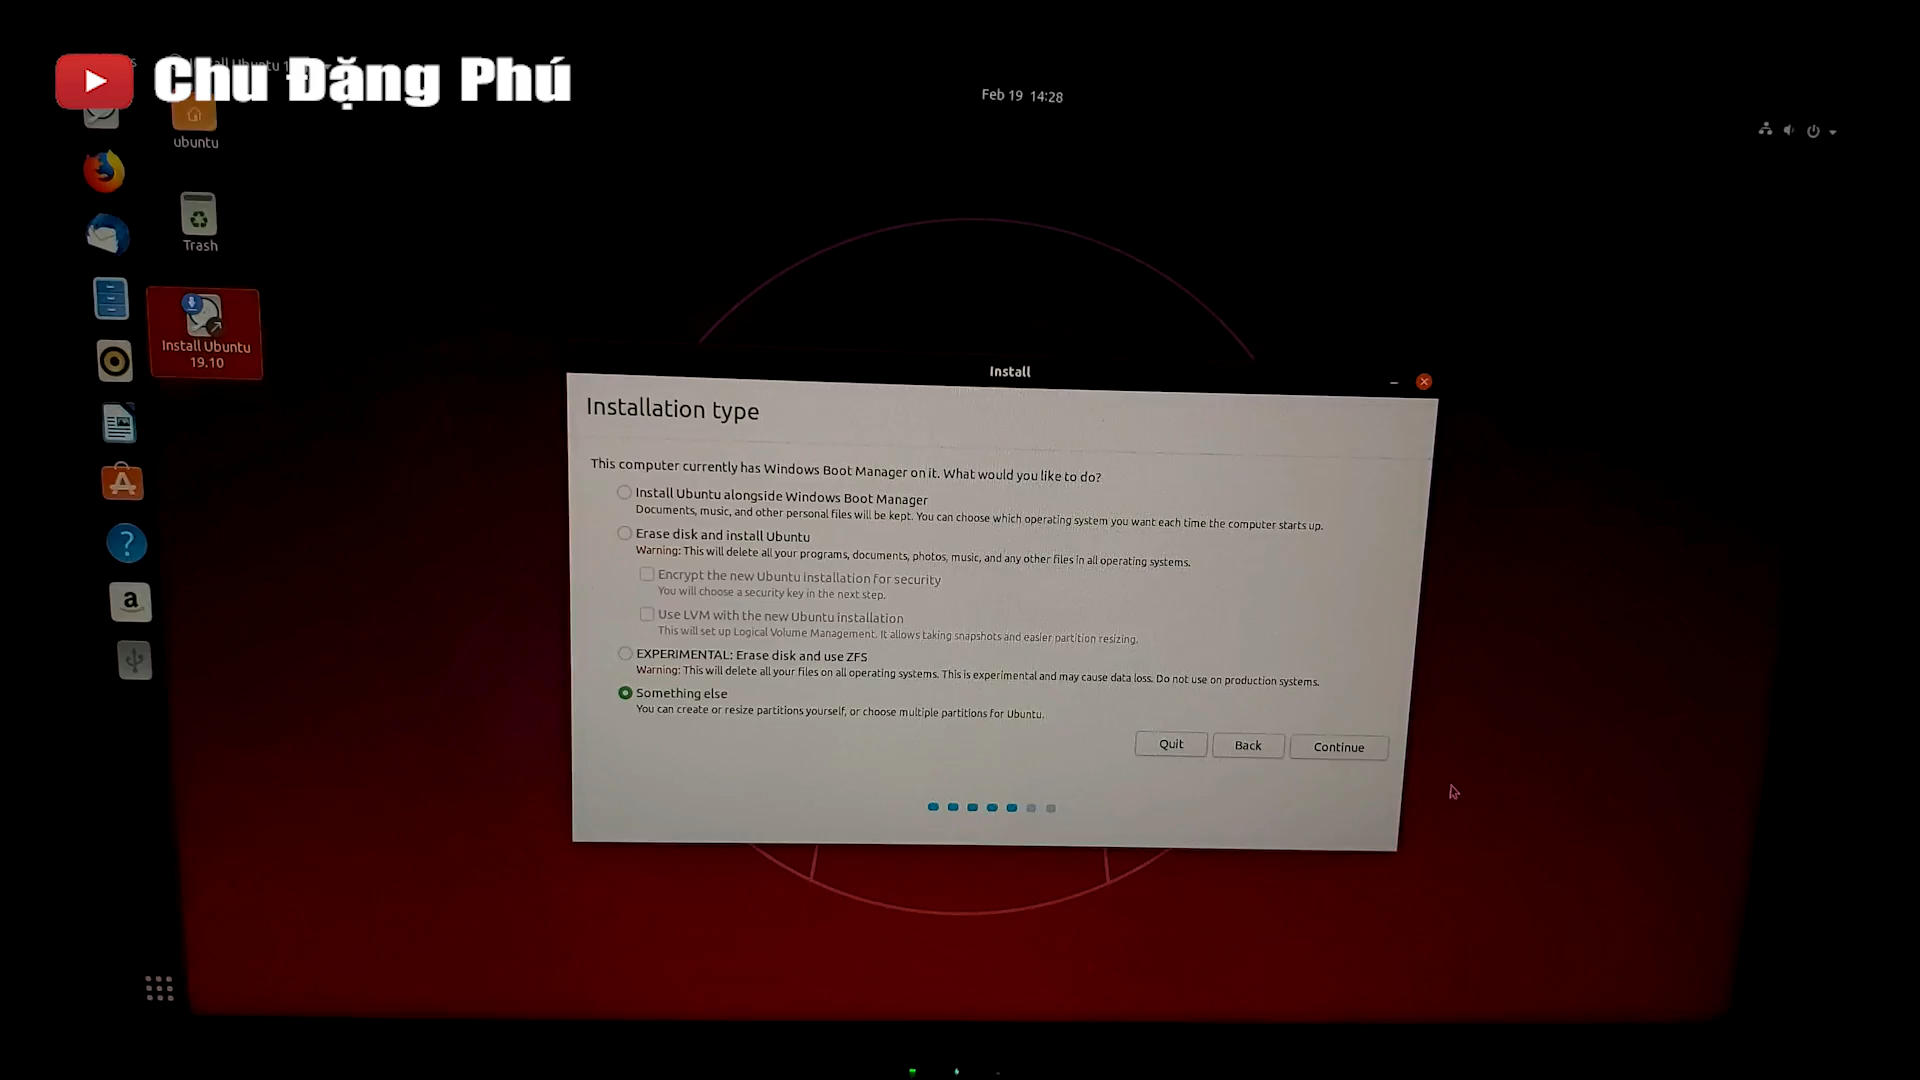 Chu Đặng Phú
Feb 19 14:28
ubuntu
Trash
Install Ubuntu
19.10
Install
Installation type
This computer currently has Windows Boot Manager on it. What would you like to do?
Install Ubuntu alongside Windows Boot Manager
Documents, music, and other personal files will be kept. You can choose which operating system you want each time the computer starts up.
Erase disk and install Ubuntu
Warning: This will delete all your programs, documents, photos, music, and any other files in all operating systems.
Encrypt the new Ubuntu installation for security
You will choose a security key in the next step.
Use LVM with the new Ubuntu installation
This will set up Logical Volume Management. It allows taking snapshots and easier partition resizing.
EXPERIMENTAL: Erase disk and use ZFS
Warning: This will delete all your files on all operating systems. This is experimental and may cause data loss. Do not use on production systems.
Something else
You can create or resize partitions yourself, or choose multiple partitions for Ubuntu.
Quit
Back
Continue